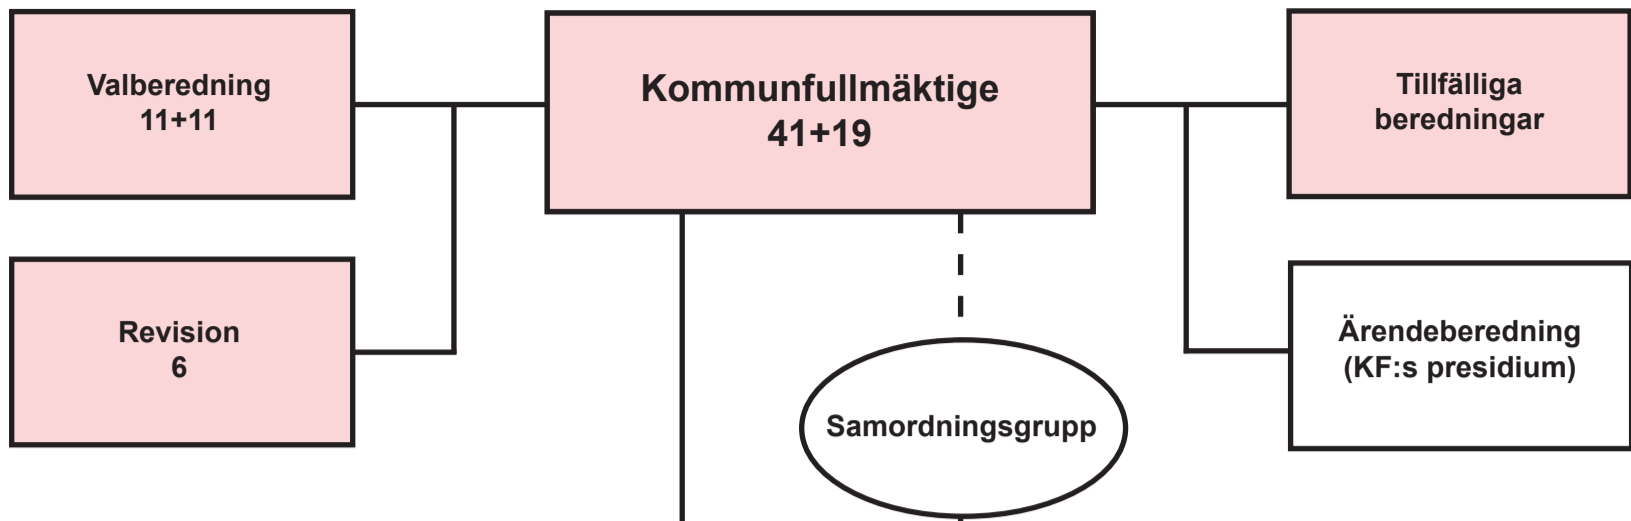 Valberedning
11+11
Kommunfullmäktige
41+19
Tillfälliga
beredningar
Revision
6
Samordningsgrupp
Ärendeberedning
(KF:s presidium)